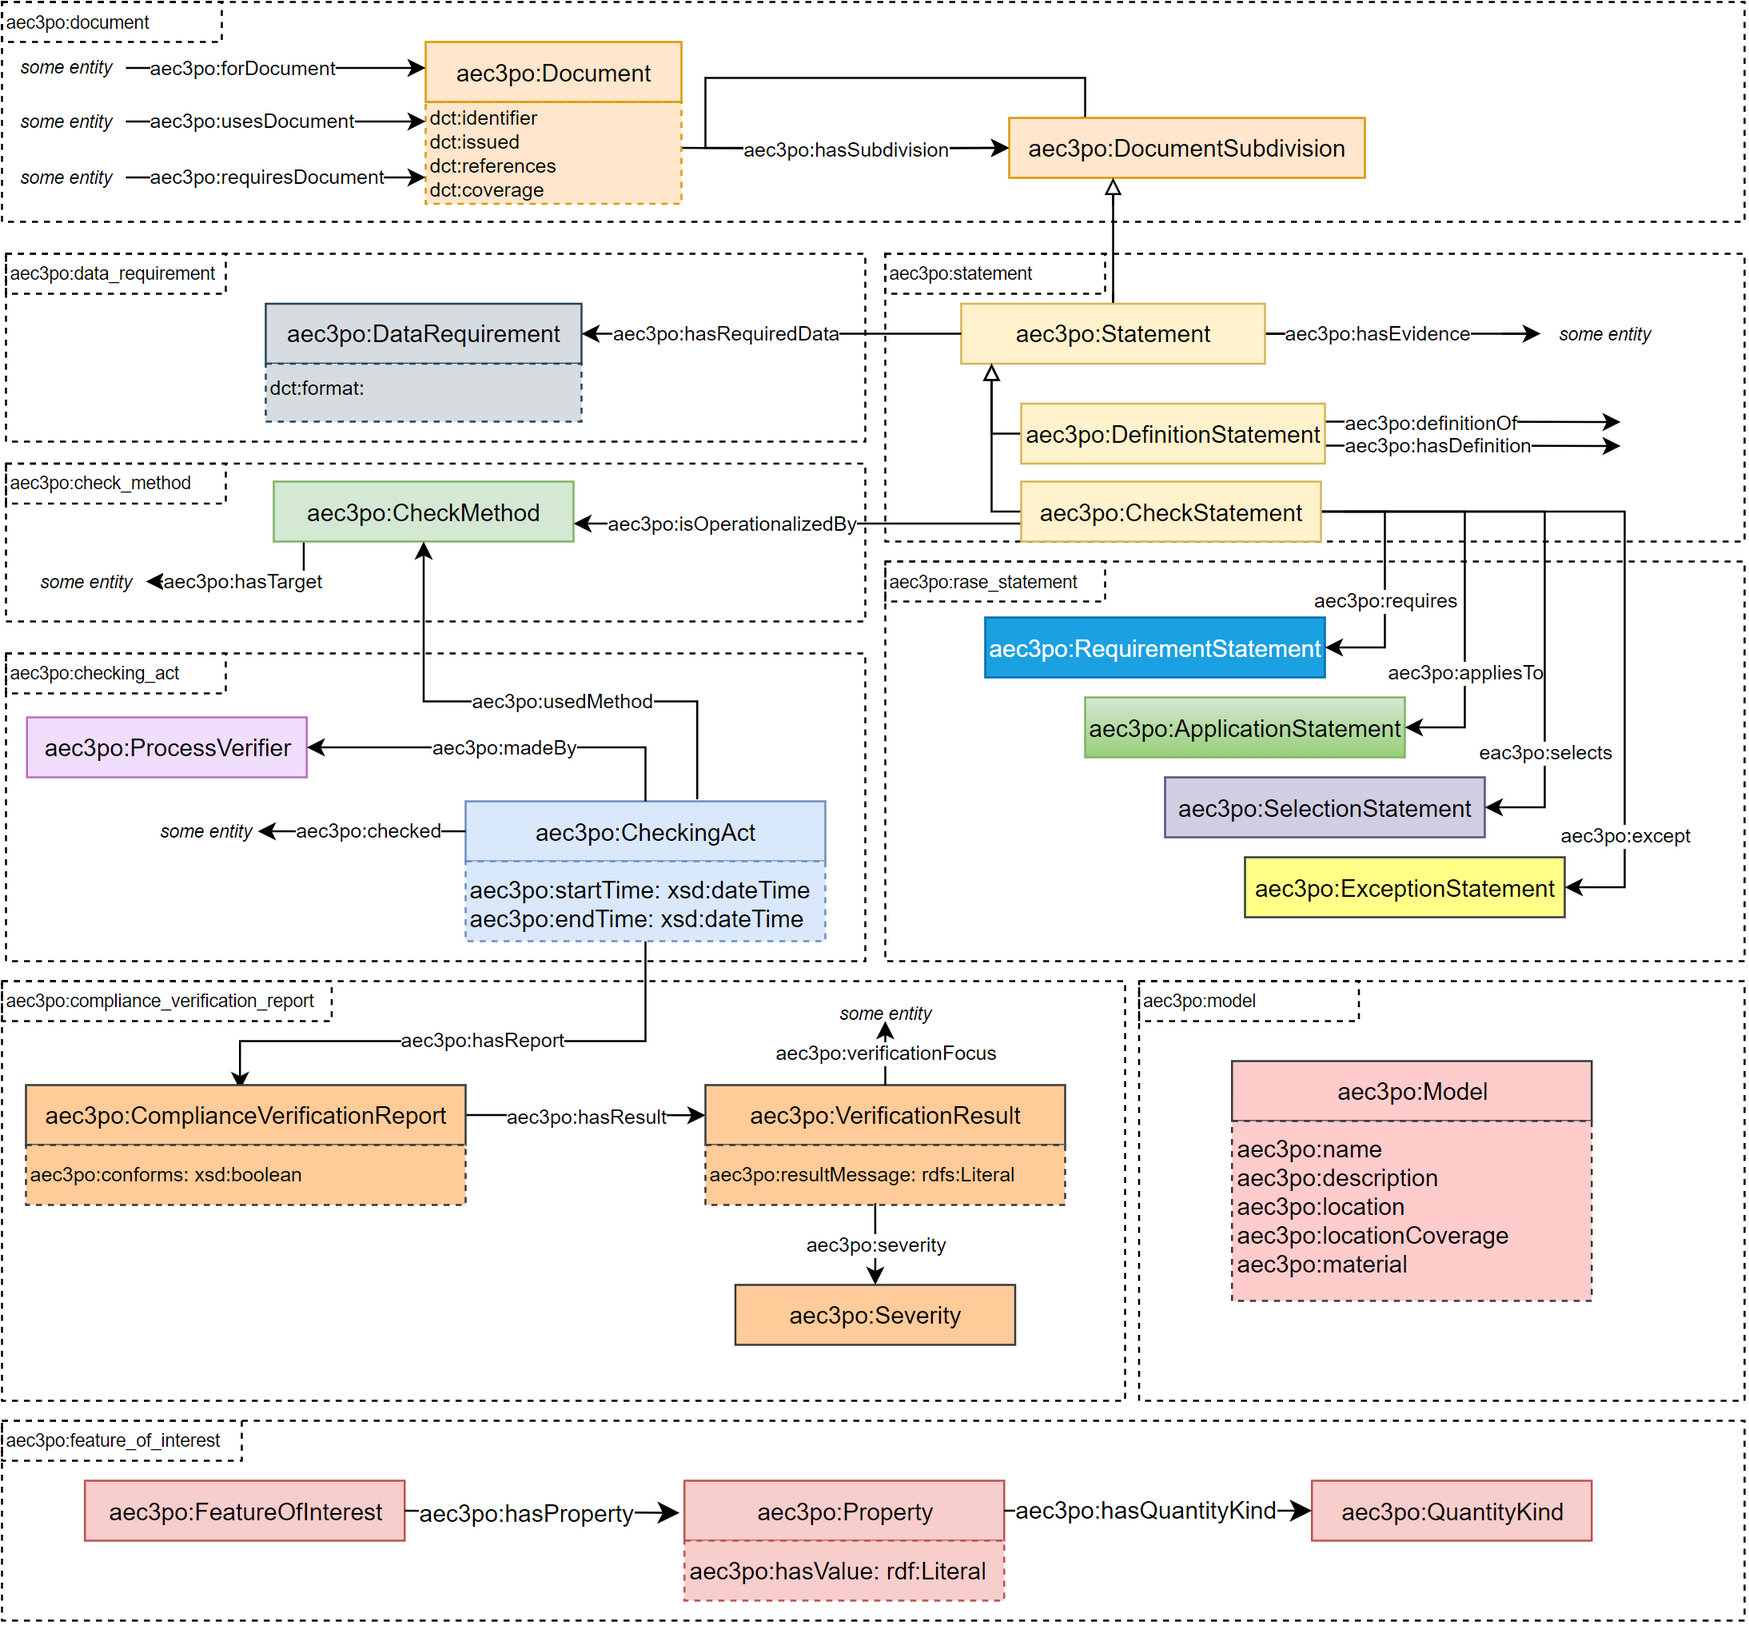 aec3po:document
some entity
aec3po:forDocument
aec3po:Document
some entity
aec3po:usesDocument
dct:identifier
dct:issued
dct:references
dct:coverage
some entity
aec3po:requiresDocument
aec3po:hasSubdivision
aec3po:DocumentSubdivision
aec3po:data_requirement
aec3po:DataRequirement
dct:format:
aec3po:hasRequiredData
aec3po:statement
aec3po:Statement
aec3po:hasEvidence
some entity
aec3po:DefinitionStatement
aec3po:definitionOf
aec3po:hasDefinition
aec3po:CheckStatement
aec3po:check_method
aec3po:CheckMethod
aec3po:isOperationalizedBy
some entity
aec3po:hasTarget
aec3po:rase_statement
aec3po:requires
aec3po:RequirementStatement
aec3po:appliesTo
aec3po:ApplicationStatement
eac3po:selects
aec3po:SelectionStatement
aec3po:except
aec3po:ExceptionStatement
aec3po:checking_act
aec3po:usedMethod
aec3po:ProcessVerifier
aec3po:madeBy
some entity
aec3po:checked
aec3po:CheckingAct
aec3po:startTime: xsd:dateTime
aec3po:endTime: xsd:dateTime
aec3po:compliance_verification_report
aec3po:hasReport
some entity
aec3po:verificationFocus
aec3po:ComplianceVerificationReport
aec3po:conforms: xsd:boolean
aec3po:hasResult
aec3po:VerificationResult
aec3po:resultMessage: rdfs:Literal
aec3po:severity
aec3po:Severity
aec3po:model
aec3po:Model
aec3po:name
aec3po:description
aec3po:location
aec3po:locationCoverage
aec3po:material
aec3po:feature_of_interest
aec3po:FeatureOfInterest
aec3po:hasProperty
aec3po:Property
aec3po:hasValue: rdf:Literal
aec3po:hasQuantityKind
aec3po:QuantityKind